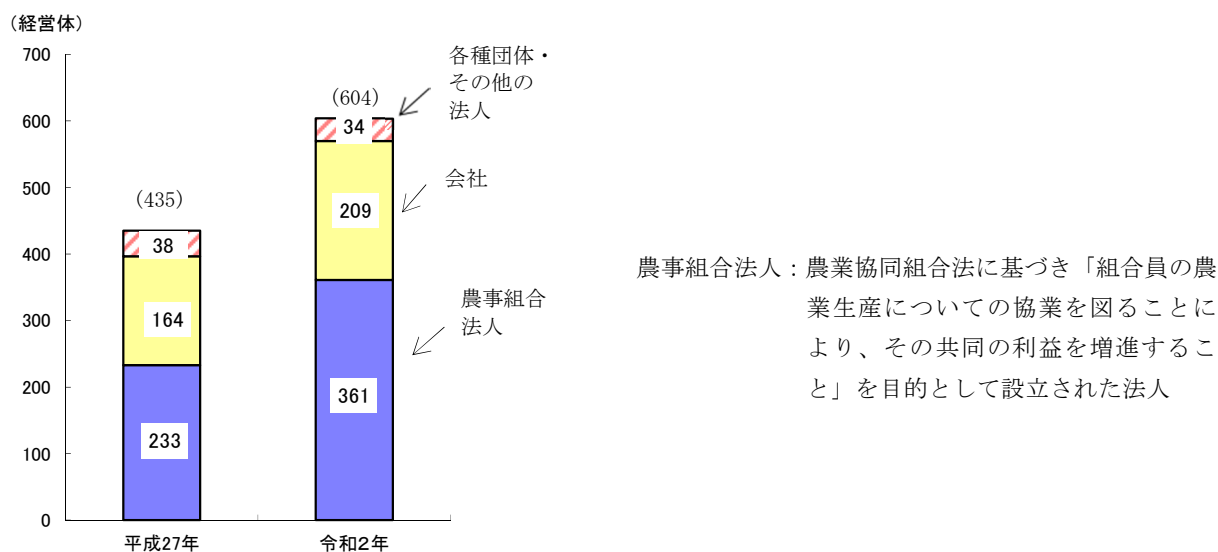 (経営体)
700
600
500
400
300
200
100
0
(435)
38
164
233
平成27年
(604)
34
209
361
令和2年
各種団体・
その他の
法人
会社
農事組合
法人
農事組合法人：農業協同組合法に基づき「組合員の農
業生産についての協業を図ることに
より、その共同の利益を増進するこ
と」を目的として設立された法人